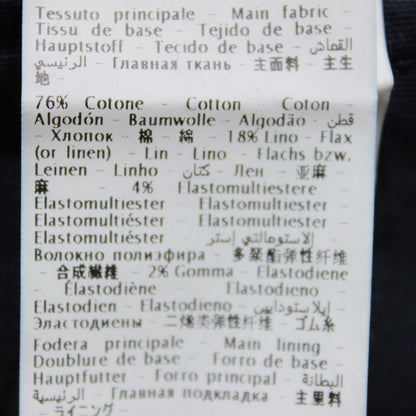 Tessuto principale - Main fabric -
Tissu de base - Tejido de base -
Hauptstoff - Tecido de base - القماش
الرئيسي - Главная ткань - 主面料 - 主生
地 -
76% Cotone - Cotton - Coton -
Algodón - Baumwolle - Algodão - قطن
- Хлопок - 棉 - 綿 - 18% Lino - Flax
(or linen) - Lin - Lino - Flachs bzw.
Leinen - Linho - كتان - Лен - 亚麻 -
麻 - 4% Elastomultiestere -
Elastomultiester - Elastomultiester -
Elastomultiéster - Elastomultiester -
Elastomultiéster - الاستومالتي إستر -
Волокно полиэфира - 多聚酯弹性纤维
- 合成繊維 - 2% Gomma - Elastodiene
- Élastodiène - Elastodieno -
Elastodien - Elastodieno - إيلاستودايين -
Эластодиены - 二烯类弹性纤维 - ゴム糸
Fodera principale - Main lining -
Doublure de base - Forro de base -
Hauptfutter - Forro principal - البطانة
الرئيسية - Главная подкладка - 主里料
- ライニング -